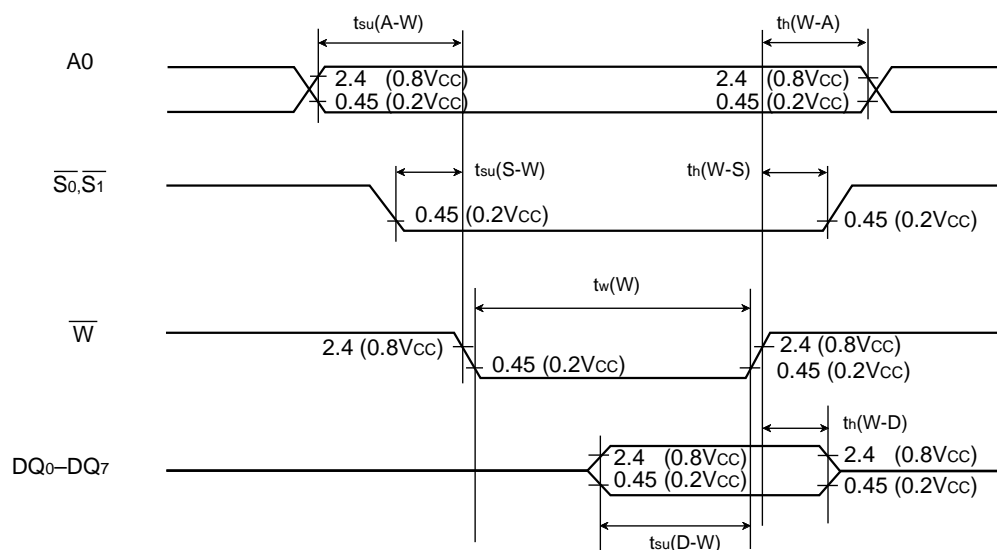 tsu(A-W)
th(W-A)
A0
2.4 (0.8VCC)
2.4 (0.8VCC)
0.45 (0.2VCC)
0.45 (0.2VCC)
S0,S1
tsu(S-W)
th(W-S)
0.45 (0.2VCC)
0.45 (0.2VCC)
tw(W)
W
2.4 (0.8VCC)
2.4 (0.8VCC)
0.45 (0.2VCC)
0.45 (0.2VCC)
th(W-D)
DQ0–DQ7
2.4 (0.8VCC)
2.4 (0.8VCC)
0.45 (0.2VCC)
0.45 (0.2VCC)
tsu(D-W)